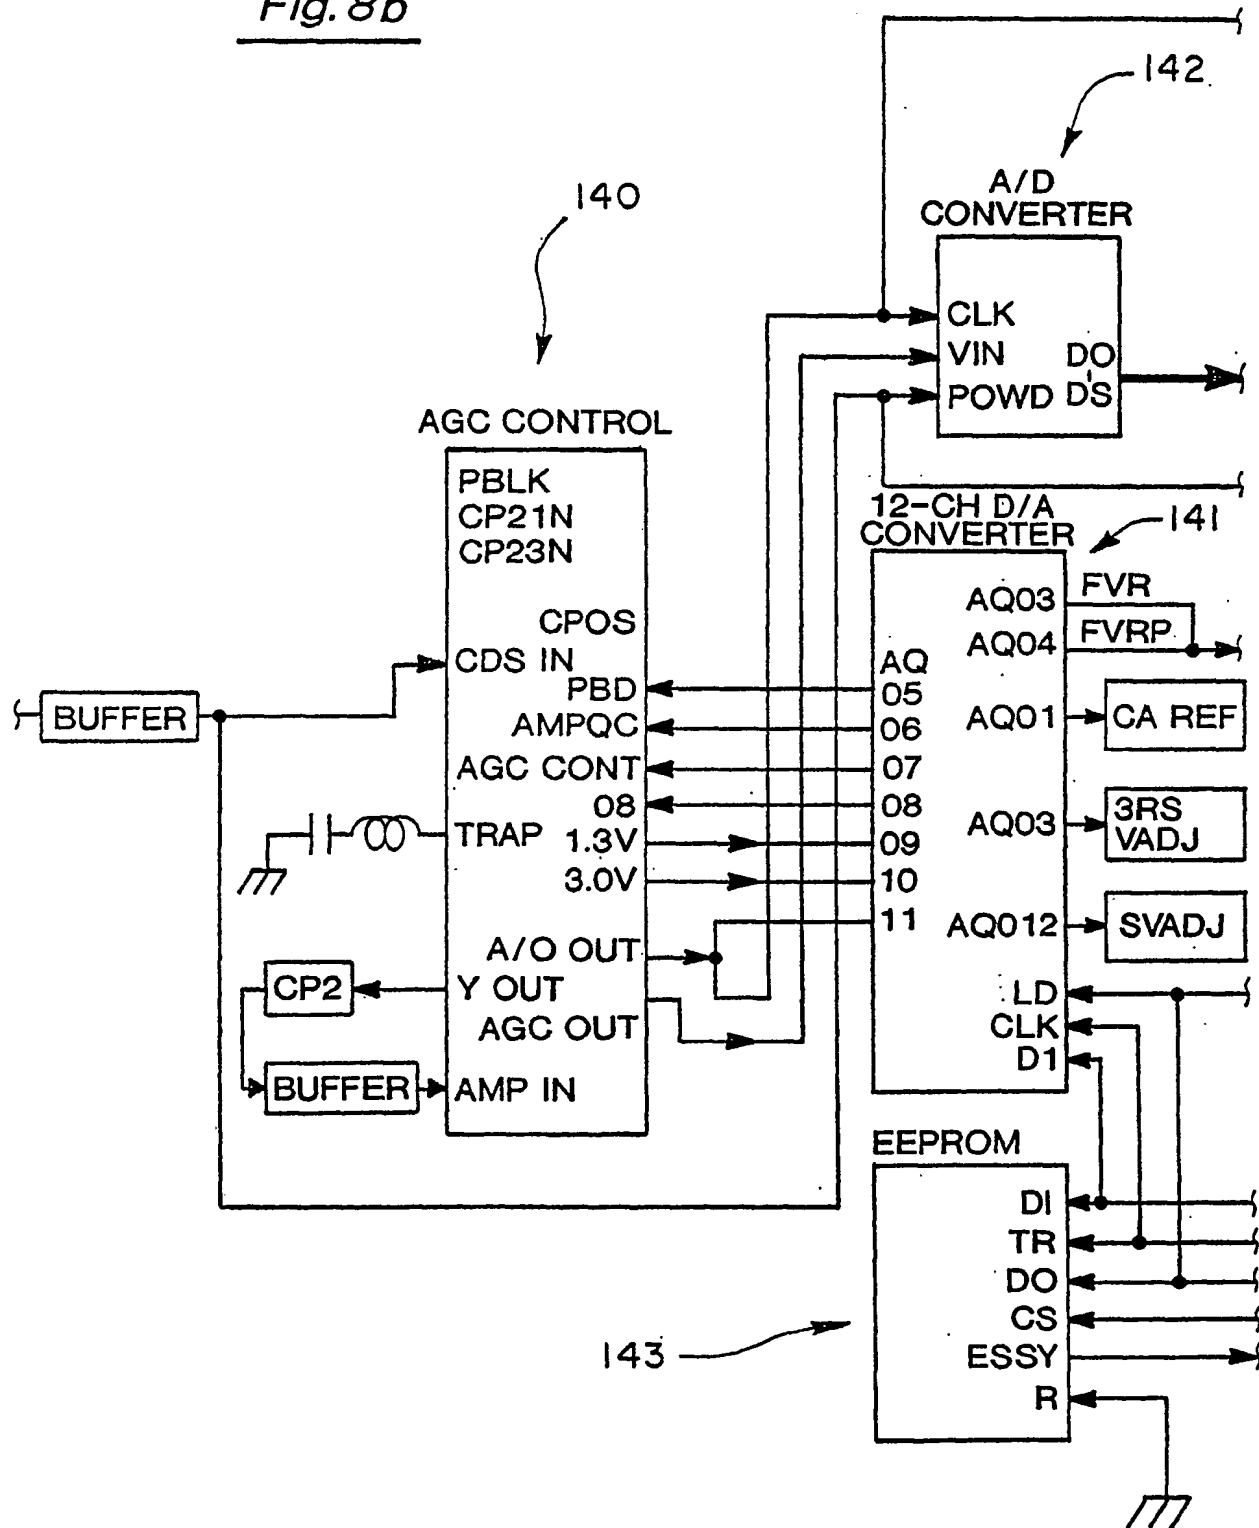 Fig. 8b
142
A/D
CONVERTER
140
CLK
VIN
DO
POWD
D'S
AGC CONTROL
PBLK
CP21N
CP23N
CPOS
CDS IN
PBD
AMPQC
AGC CONT
08
TRAP
1.3V
3.0V
A/O OUT
Y OUT
AGC OUT
AMP IN
BUFFER
CP2
BUFFER
12-CH D/A
CONVERTER
141
AQ
05
06
07
08
09
10
11
AQ03
FVR
AQ04
FVRP
AQ01
CA REF
AQ03
3RS
VADJ
AQ012
SVADJ
LD
CLK
D1
EEPROM
DI
TR
DO
CS
ESSY
R
143